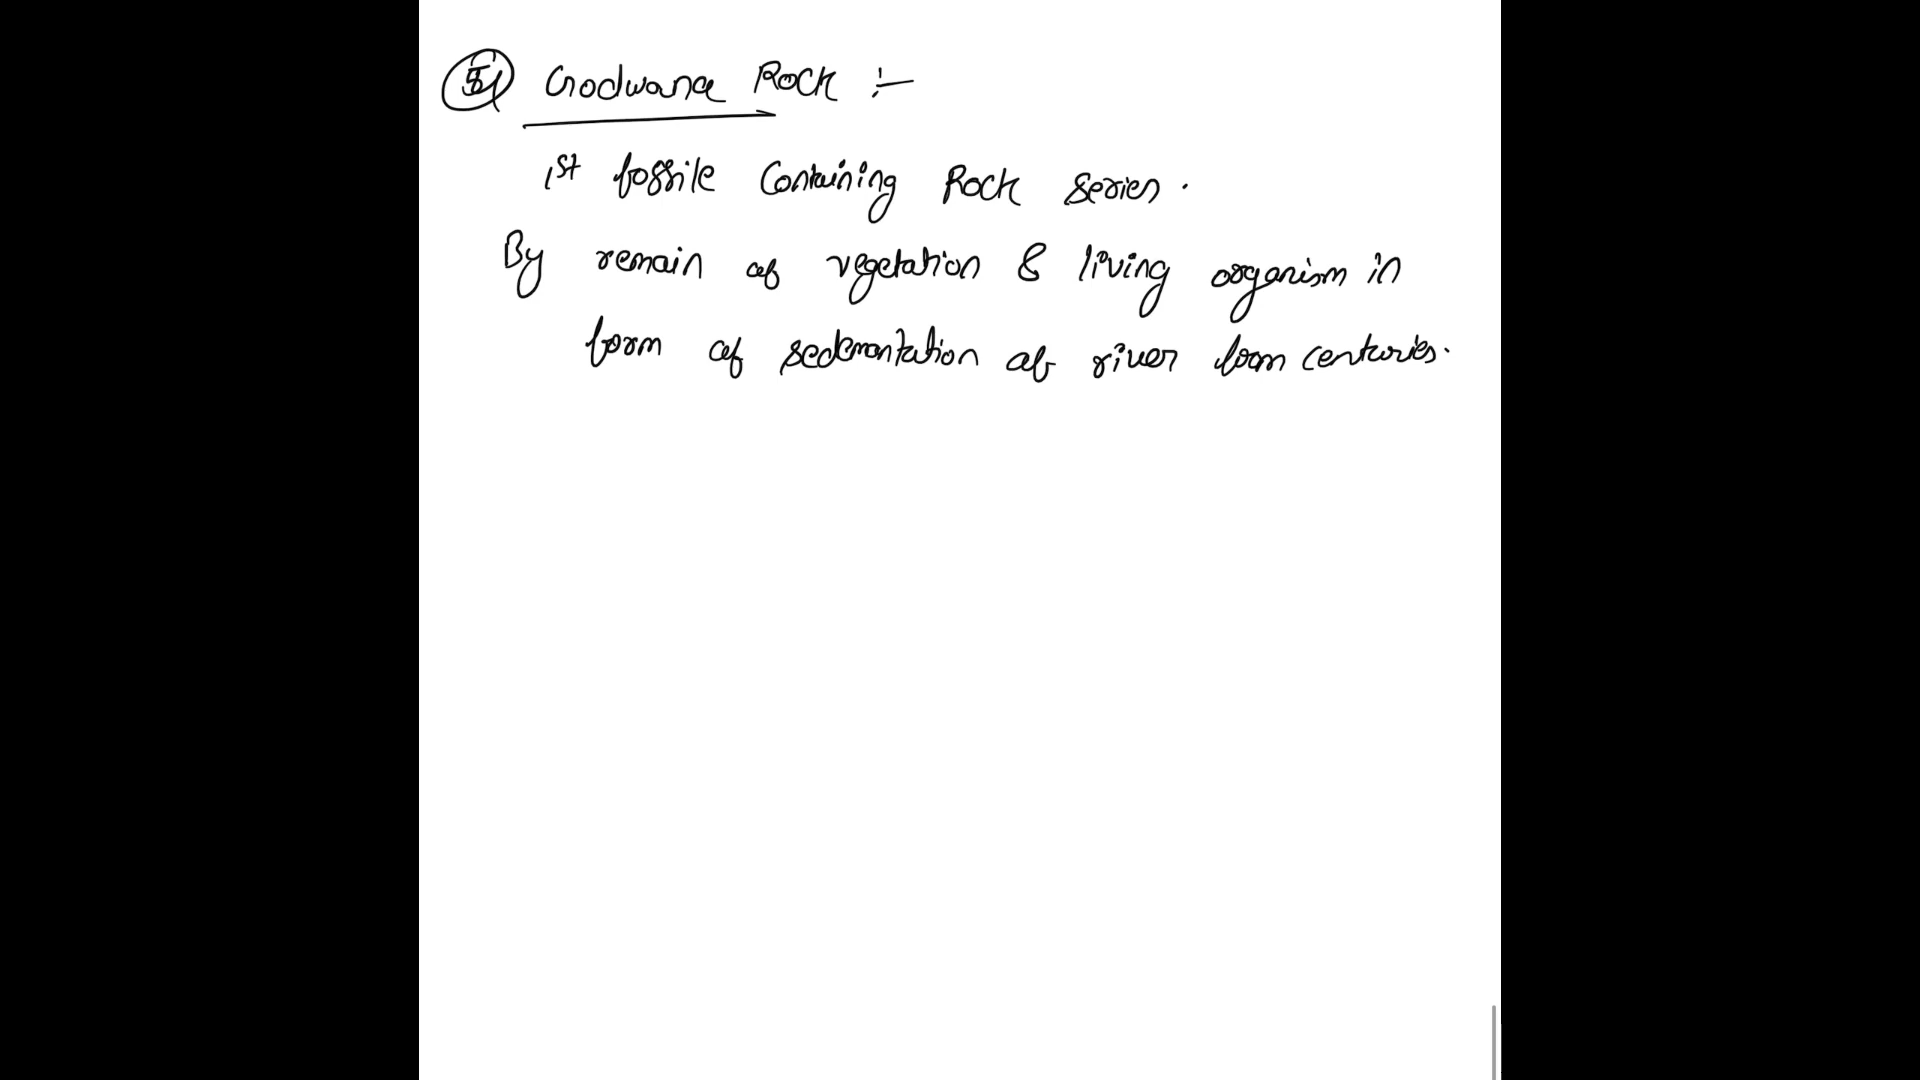 5 Godwana Rock :-
1st fossile Containing Rock series.
By remain of vegetation & living organism in
form of sedemantation of river from centuries.